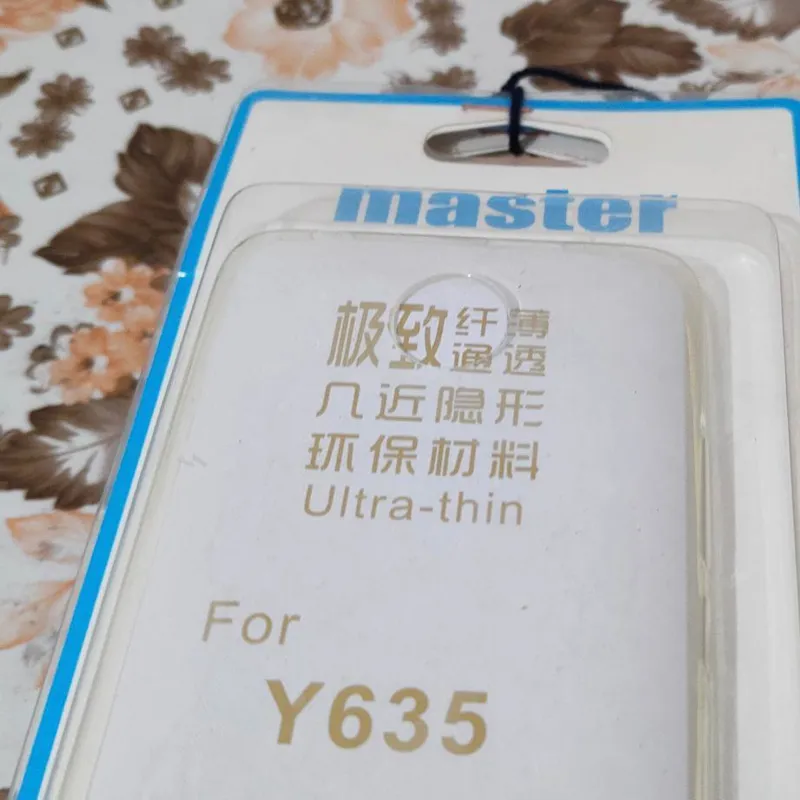 master
极致纤薄
通透
几近隐形
环保材料
Ultra-thin
For
Y635